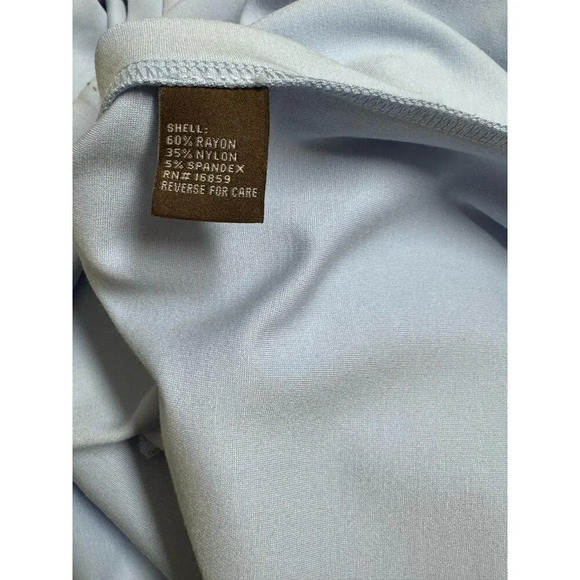 SHELL:
60% RAYON
35% NYLON
5% SPANDEX
RN# 16859
REVERSE FOR CARE